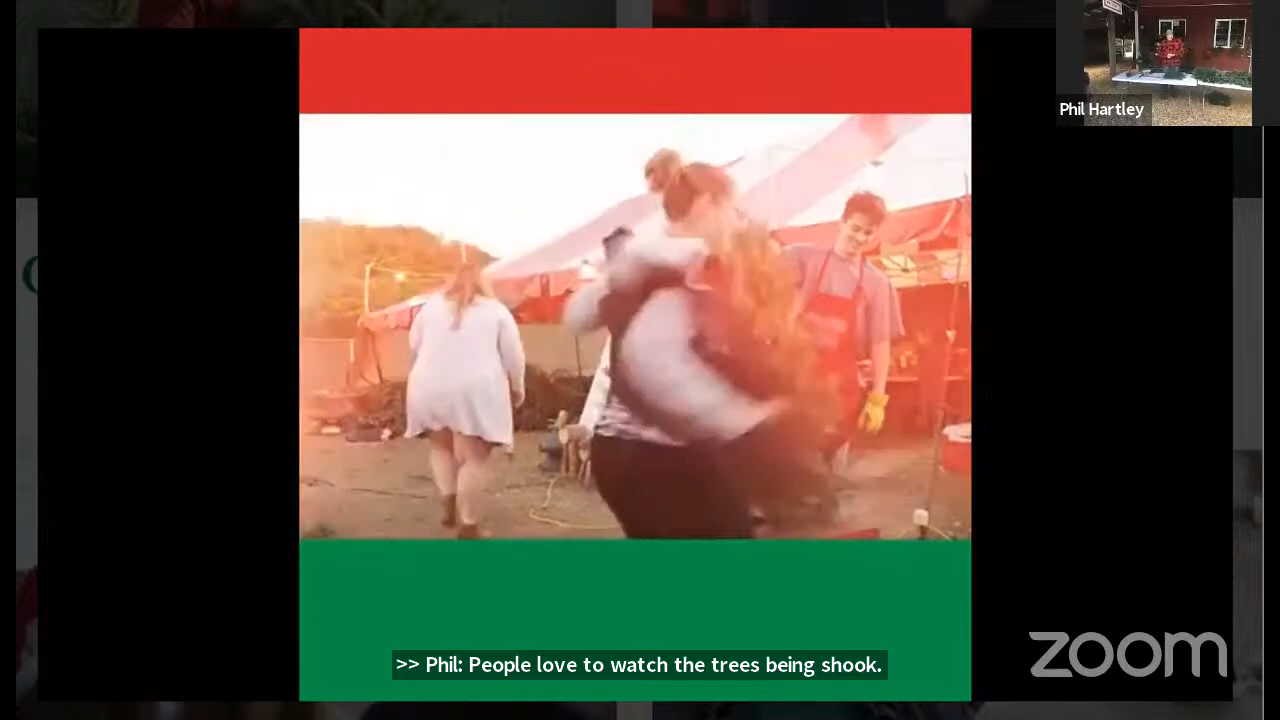 Phil Hartley
>> Phil: People love to watch the trees being shook.
zoom